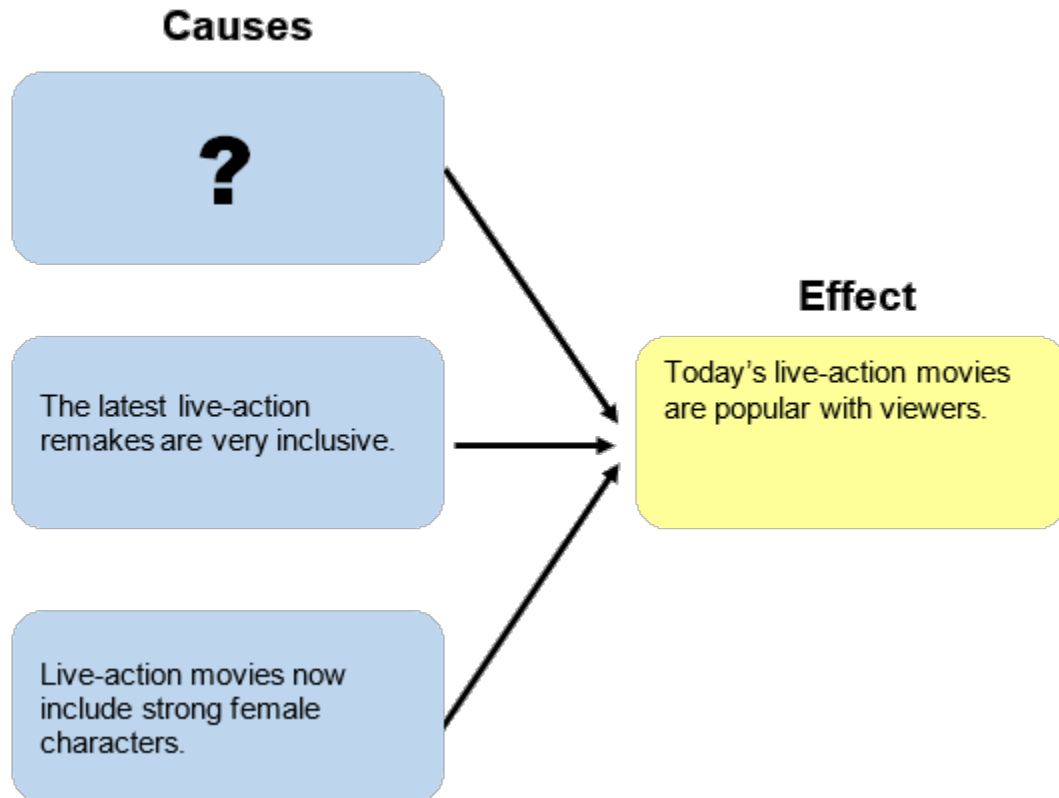 Causes
?
The latest live-action
remakes are very inclusive.
Live-action movies now
include strong female
characters.
Effect
Today’s live-action movies
are popular with viewers.